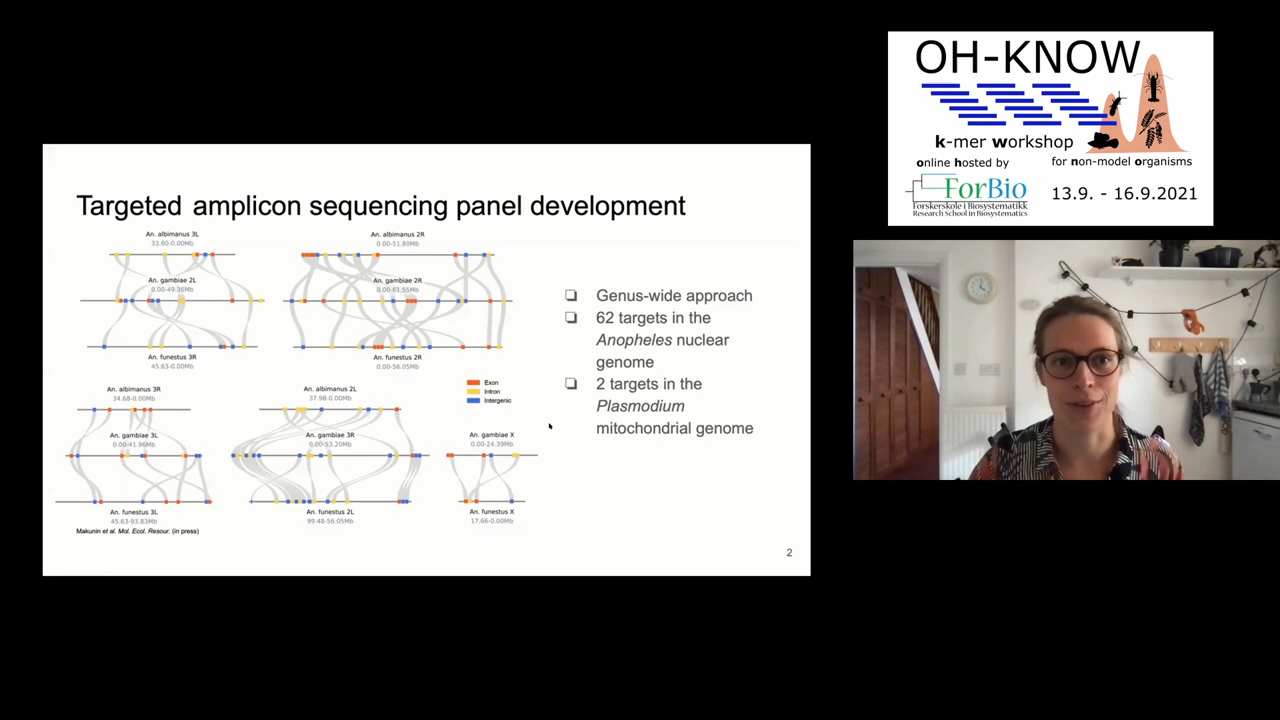 Targeted amplicon sequencing panel development
An. albimanus 3L
33.60-0.00Mb
An. gambiae 2L
0.00-49.36Mb
An. funestus 3R
45.63-0.00Mb
An. albimanus 2R
0.00-51.80Mb
An. gambiae 2R
0.00-61.55Mb
An. funestus 2R
0.00-56.05Mb
Exon
Intron
Intergenic
An. albimanus 3R
34.68-0.00Mb
An. gambiae 3L
0.00-41.96Mb
An. funestus 3L
45.63-93.83Mb
An. albimanus 2L
37.98-0.00Mb
An. gambiae 3R
0.00-53.20Mb
An. funestus 2L
99.48-56.05Mb
An. gambiae X
0.00-24.39Mb
An. funestus X
17.66-0.00Mb
Makunin et al. Mol. Ecol. Resour. (in press)
❏ Genus-wide approach
❏ 62 targets in the
Anopheles nuclear
genome
❏ 2 targets in the
Plasmodium
mitochondrial genome
2
OH-KNOW
k-mer workshop
for non-model organisms
online hosted by
ForBio
Forskerskole i Biosystematikk
Research School in Biosystematics
13.9. - 16.9.2021